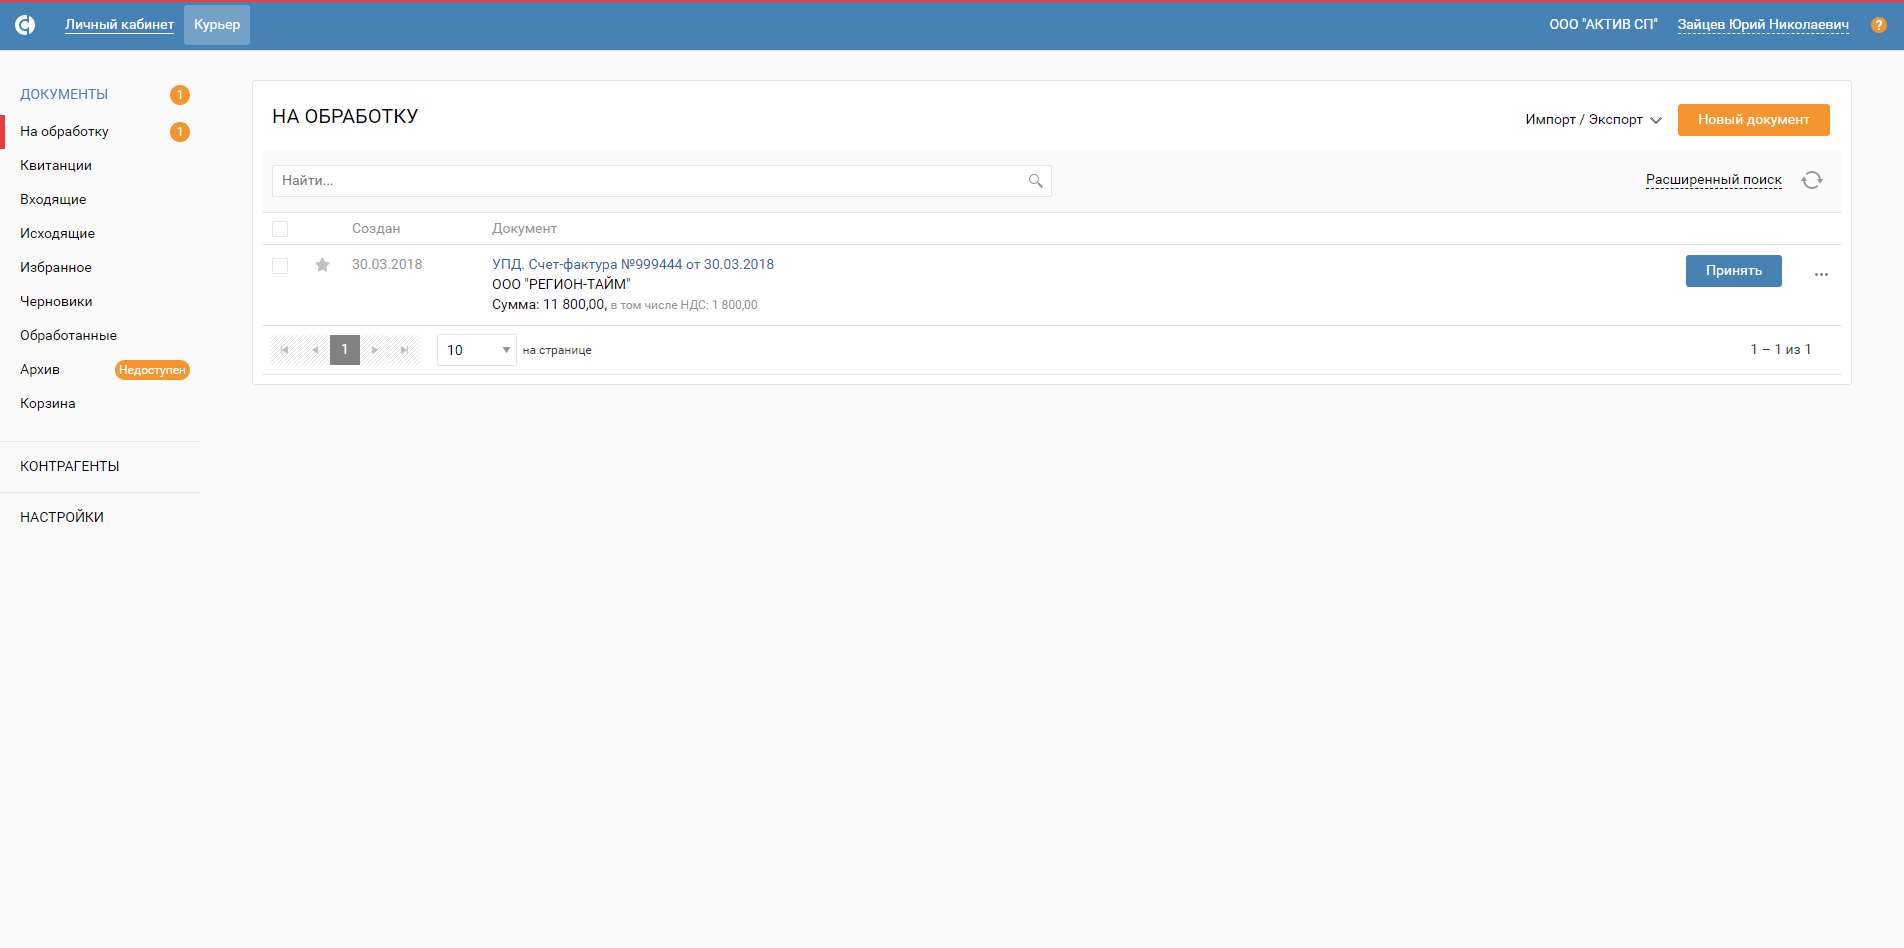 Личный кабинет Курьер ООО "АКТИВ СП" Зайцев Юрий Николаевич ?
ДОКУМЕНТЫ 1
На обработку 1
Квитанции
Входящие
Исходящие
Избранное
Черновики
Обработанные
Архив Недоступен
Корзина
КОНТРАГЕНТЫ
НАСТРОЙКИ
НА ОБРАБОТКУ
Импорт / Экспорт Новый документ
Найти... Расширенный поиск
Создан Документ
30.03.2018 УПД. Счет-фактура №999444 от 30.03.2018
ООО "РЕГИОН-ТАЙМ"
Сумма: 11 800,00, в том числе НДС: 1 800,00
Принять ...
1 10 на странице 1 – 1 из 1